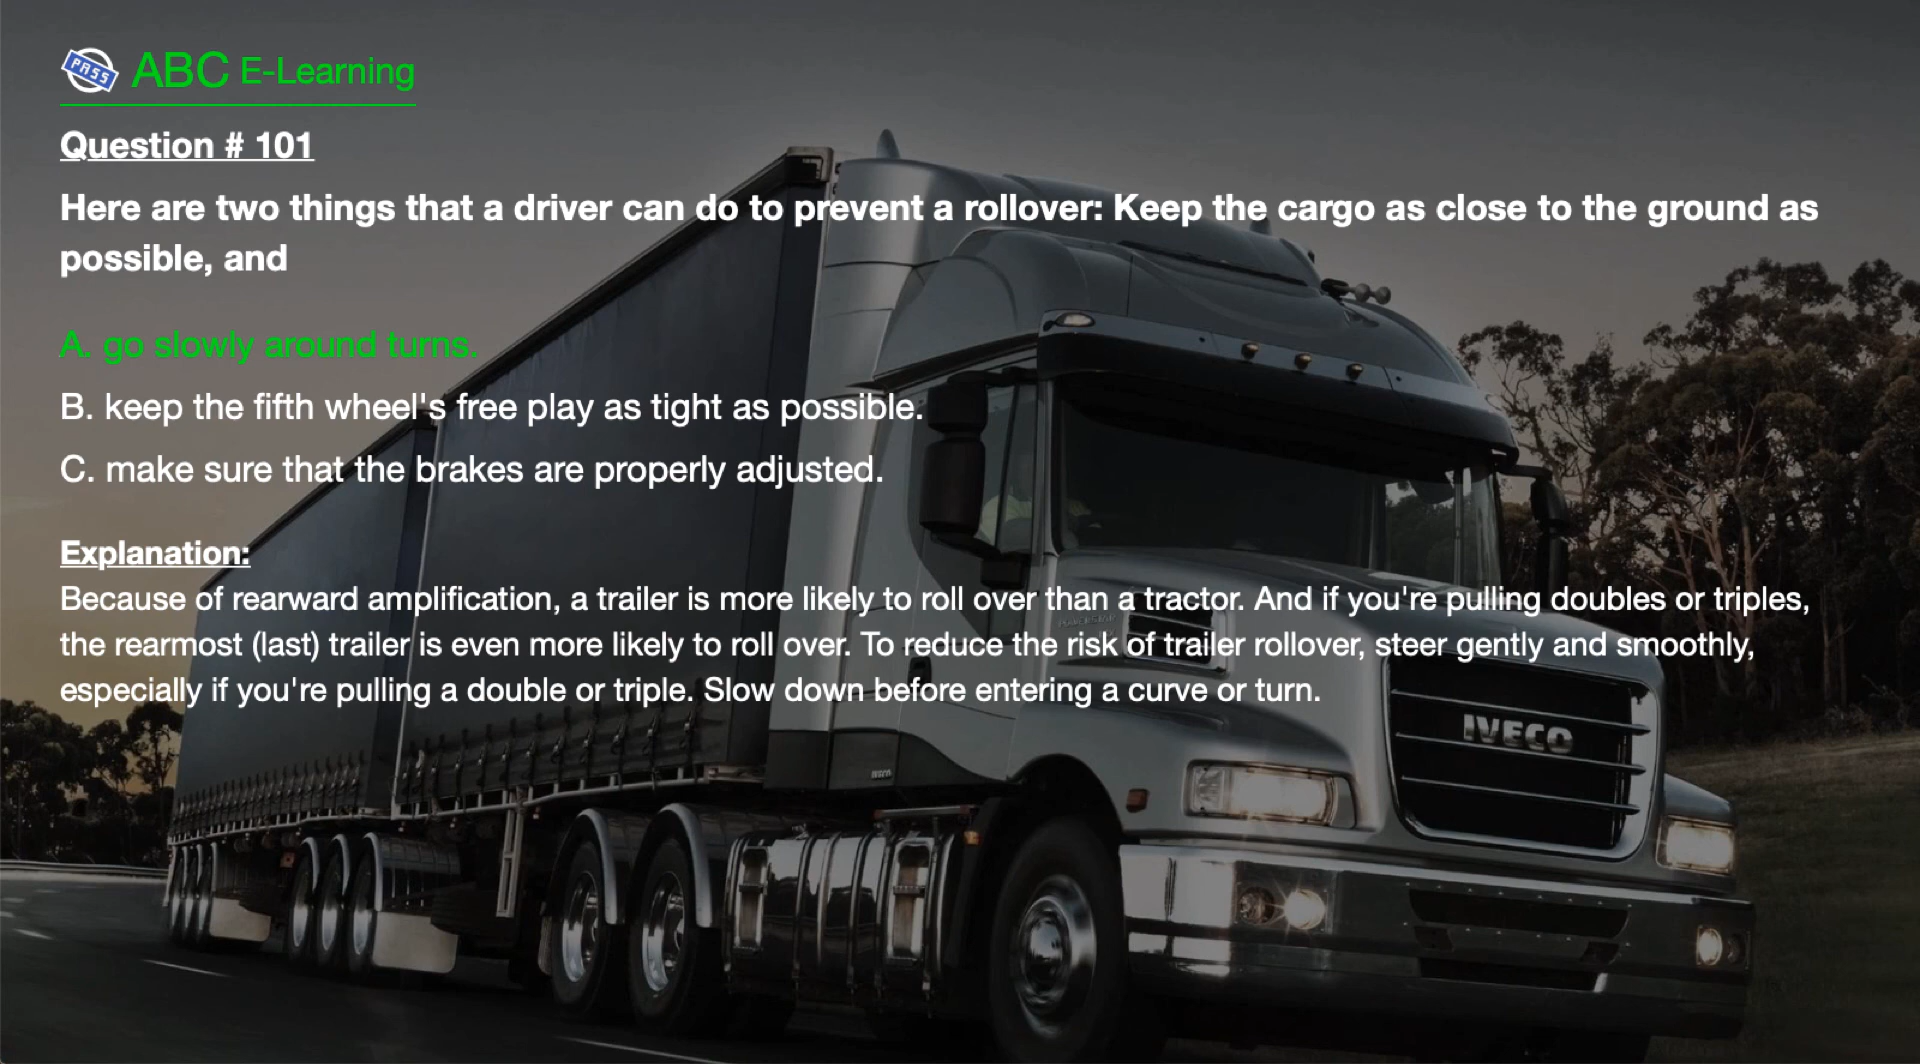 PASS
ABC E-Learning
Question # 101
Here are two things that a driver can do to prevent a rollover: Keep the cargo as close to the ground as
possible, and
A. go slowly around turns.
B. keep the fifth wheel's free play as tight as possible.
C. make sure that the brakes are properly adjusted.
Explanation:
Because of rearward amplification, a trailer is more likely to roll over than a tractor. And if you're pulling doubles or triples,
the rearmost (last) trailer is even more likely to roll over. To reduce the risk of trailer rollover, steer gently and smoothly,
especially if you're pulling a double or triple. Slow down before entering a curve or turn.
POWERSTAR
IVECO
IVECO